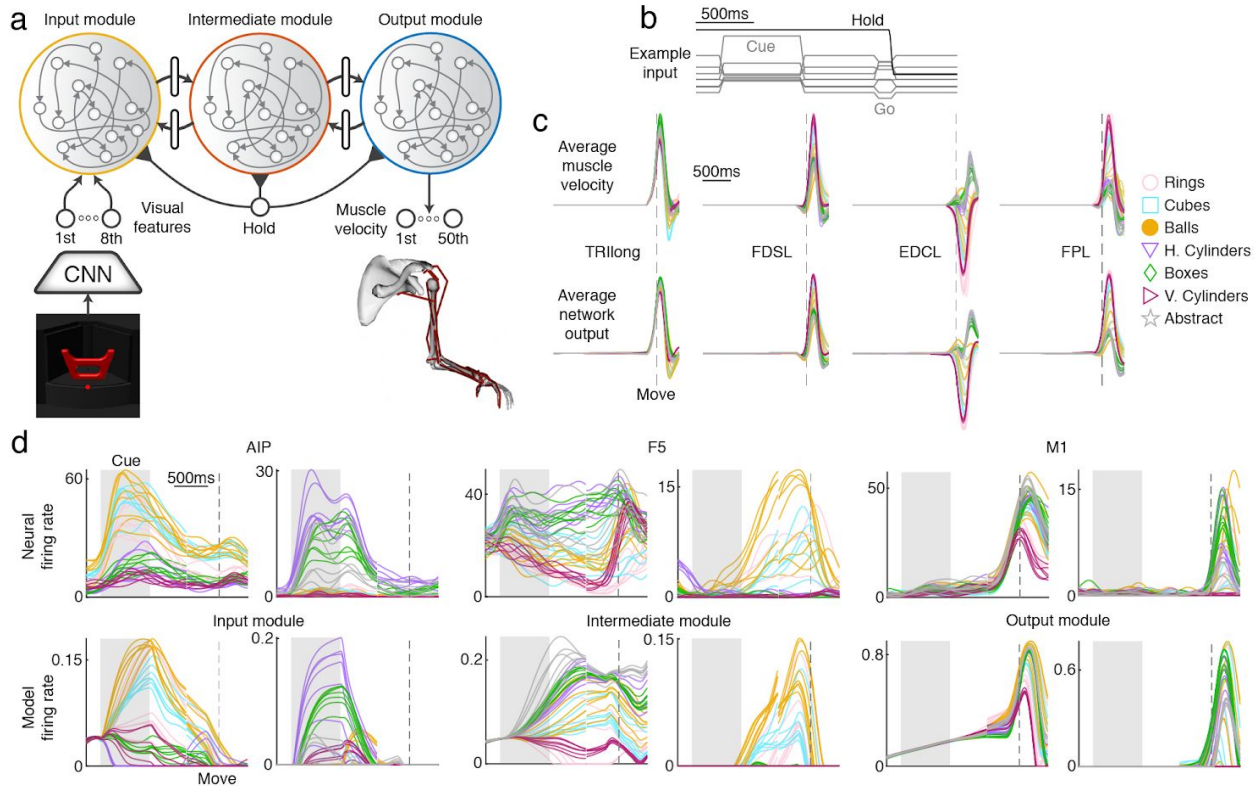 a
Input module
Intermediate module
Output module
1st
8th
Visual
features
Hold
Muscle
velocity
1st
50th
CNN
b
500ms
Hold
Example
input
Cue
Go
c
Average
muscle
velocity
500ms
TRIlong
FDSL
EDCL
FPL
Average
network
output
Move
Rings
Cubes
Balls
H. Cylinders
Boxes
V. Cylinders
Abstract
d
AIP
F5
M1
Cue
500ms
Neural
firing rate
60
0
30
0
40
0
15
0
50
0
15
0
Input module
Intermediate module
Output module
Model
firing rate
0.15
0
0.2
0
0.2
0
0.15
0
0.8
0
0.6
0
Move